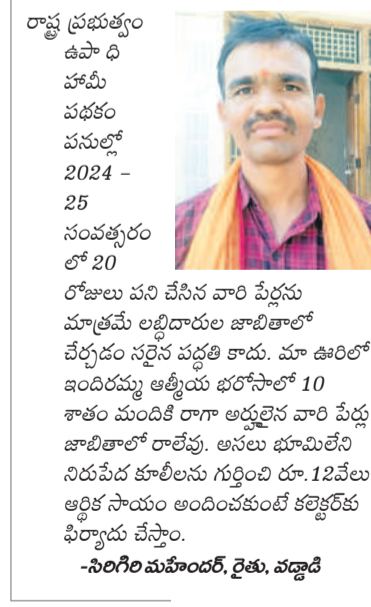 రాష్ట్ర ప్రభుత్వం
ఉపా ధి
హామీ
పథకం
పనుల్లో
2024 –
25
సంవత్సరం
లో 20
రోజులు పని చేసిన వారి పేర్లను
మాత్రమే లబ్ధిదారుల జాబితాలో
చేర్చడం సరైన పద్ధతి కాదు. మా ఊరిలో
ఇందిరమ్మ ఆత్మీయ భరోసాలో 10
శాతం మందికి రాగా అర్హులైన వారి పేర్లు
జాబితాలో రాలేవు. అసలు భూమిలేని
నిరుపేద కూలీలను గుర్తించి రూ.12వేలు
ఆర్థిక సాయం అందించకుంటే కలెక్టర్‌కు
ఫిర్యాదు చేస్తాం.
-సిరిగిరి మహేందర్, రైతు, వడ్డాడి